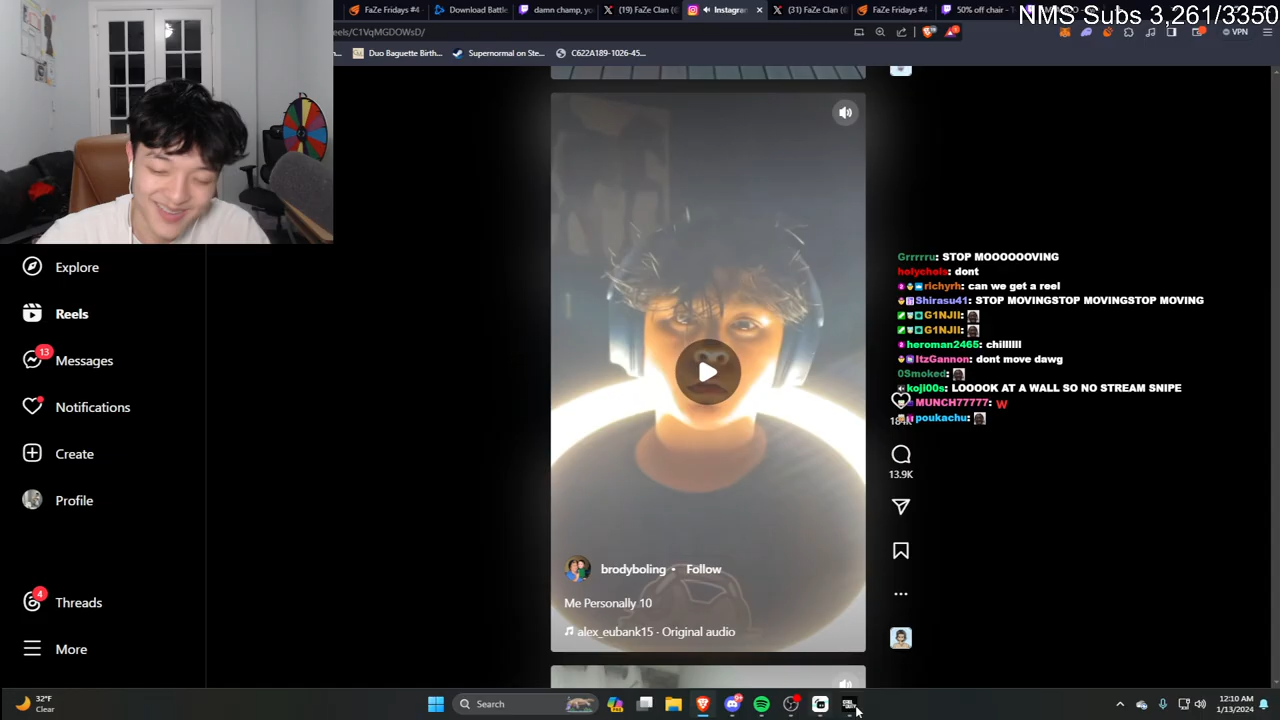 FaZe Fridays #4
Download Battle
damn champ, yo
(19) FaZe Clan (
Instagram
(31) FaZe Clan (
FaZe Fridays #4
50% off chair -
NMS Subs 3,261/3350
eels/C1VqMGDOWsD/
VPN
Duo Baguette Birth...
Supernormal on Ste...
C622A189-1026-45...
Explore
Reels
13
Messages
Notifications
Create
Profile
4
Threads
More
Grrrrru: STOP MOOOOOOVING
holychols: dont
richyrh: can we get a reel
Shirasu41: STOP MOVINGSTOP MOVINGSTOP MOVING
G1NJII:
G1NJII:
heroman2465: chillllll
ItzGannon: dont move dawg
0Smoked:
koji00s: LOOOOK AT A WALL SO NO STREAM SNIPE
MUNCH77777: W
poukachu:
184K
13.9K
brodyboling • Follow
Me Personally 10
alex_eubank15 · Original audio
32°F
Clear
Search
12:10 AM
1/13/2024